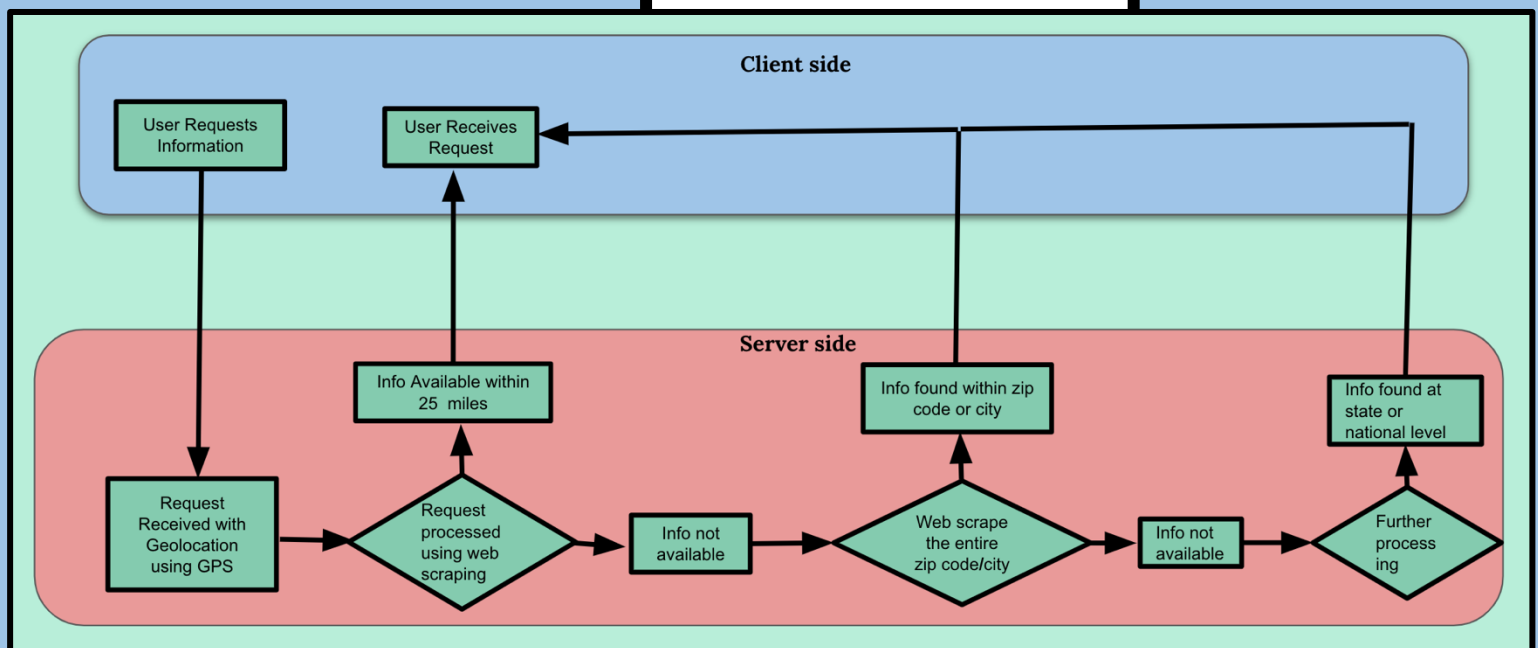 Client side
User Requests
Information
User Receives
Request
Server side
Info Available within
25 miles
Info found within zip
code or city
Info found at
state or
national level
Request
Received with
Geolocation
using GPS
Request
processed
using web
scraping
Info not
available
Web scrape
the entire
zip code/city
Info not
available
Further
process
ing